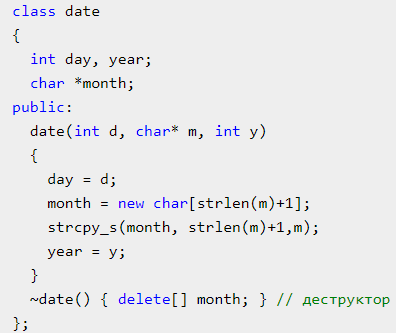 class date
{
  int day, year;
  char *month;
public:
  date(int d, char* m, int y)
  {
    day = d;
    month = new char[strlen(m)+1];
    strcpy_s(month, strlen(m)+1,m);
    year = y;
  }
  ~date() { delete[] month; } // деструктор
};